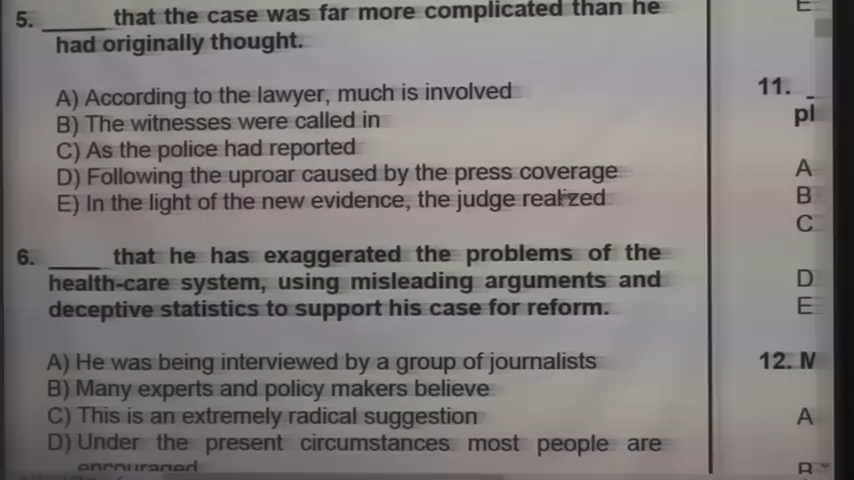 5. ____ that the case was far more complicated than he
had originally thought.
A) According to the lawyer, much is involved
B) The witnesses were called in
C) As the police had reported
D) Following the uproar caused by the press coverage
E) In the light of the new evidence, the judge realized
6. ____ that he has exaggerated the problems of the
health-care system, using misleading arguments and
deceptive statistics to support his case for reform.
A) He was being interviewed by a group of journalists
B) Many experts and policy makers believe
C) This is an extremely radical suggestion
D) Under the present circumstances most people are
encouraged
E
11. _
pl
A
B
C
D
E
12.
A